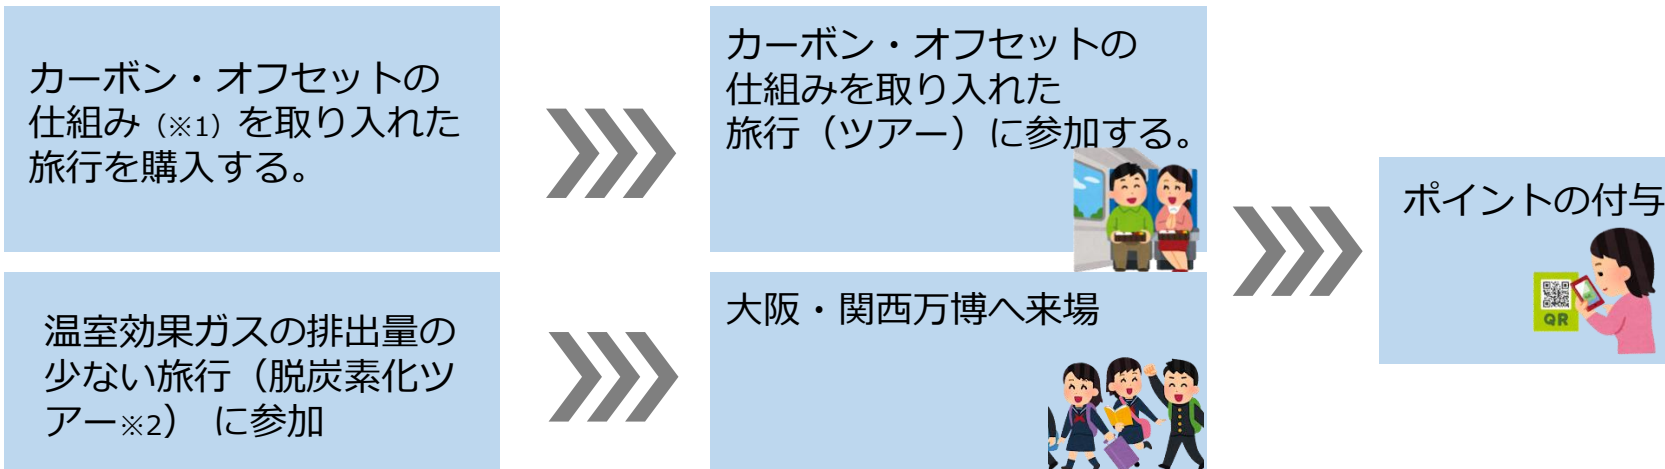 カーボン・オフセットの
仕組み（※1）を取り入れた
旅行を購入する。
カーボン・オフセットの
仕組みを取り入れた
旅行（ツアー）に参加する。
温室効果ガスの排出量の
少ない旅行（脱炭素化ツ
アー※2） に参加
大阪・関西万博へ来場
ポイントの付与
QR